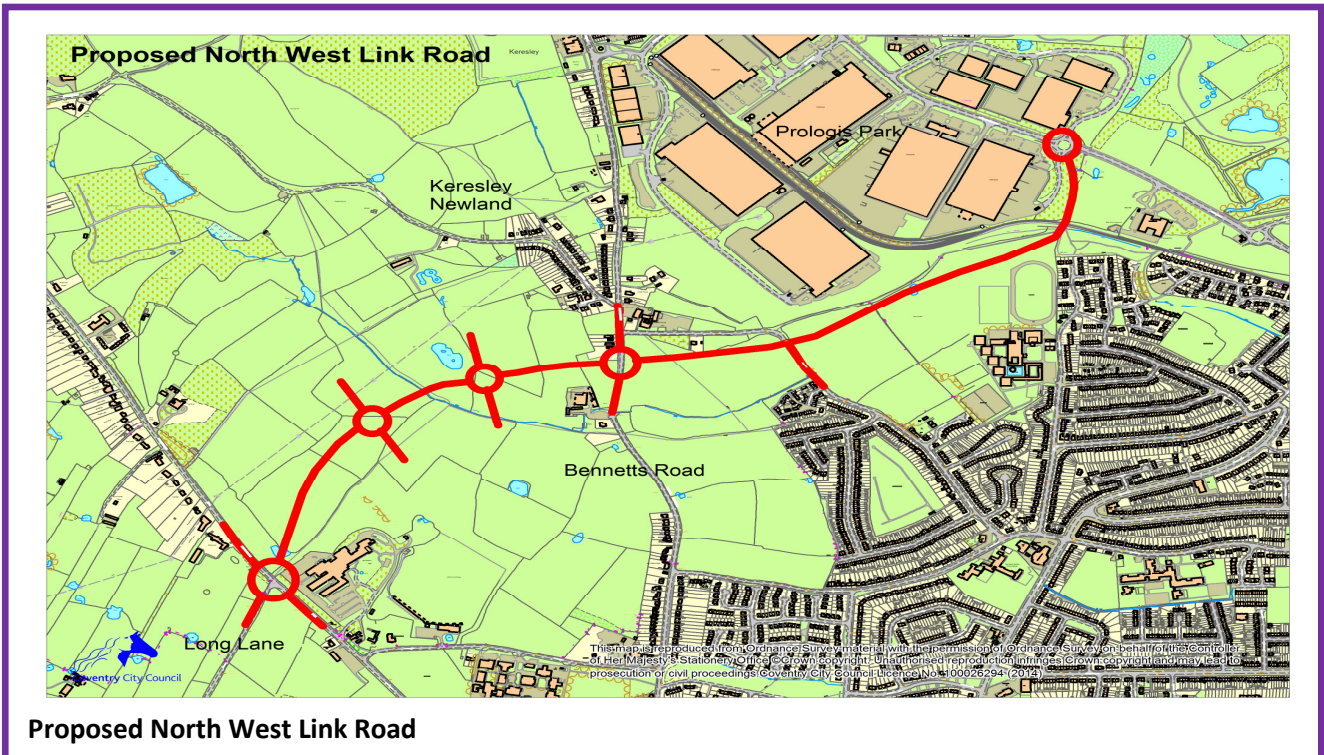 Proposed North West Link Road
Keresley
Prologis Park
Keresley
Newland
Bennetts Road
Long Lane
Coventry City Council
This map is reproduced from Ordnance Survey material with the permission of Ordnance Survey on behalf of the Controller
of Her Majesty's Stationery Office ©Crown copyright. Unauthorised reproduction infringes Crown copyright and may lead to
prosecution or civil proceedings Coventry City Council Licence No. 100026294 (2014)
Proposed North West Link Road